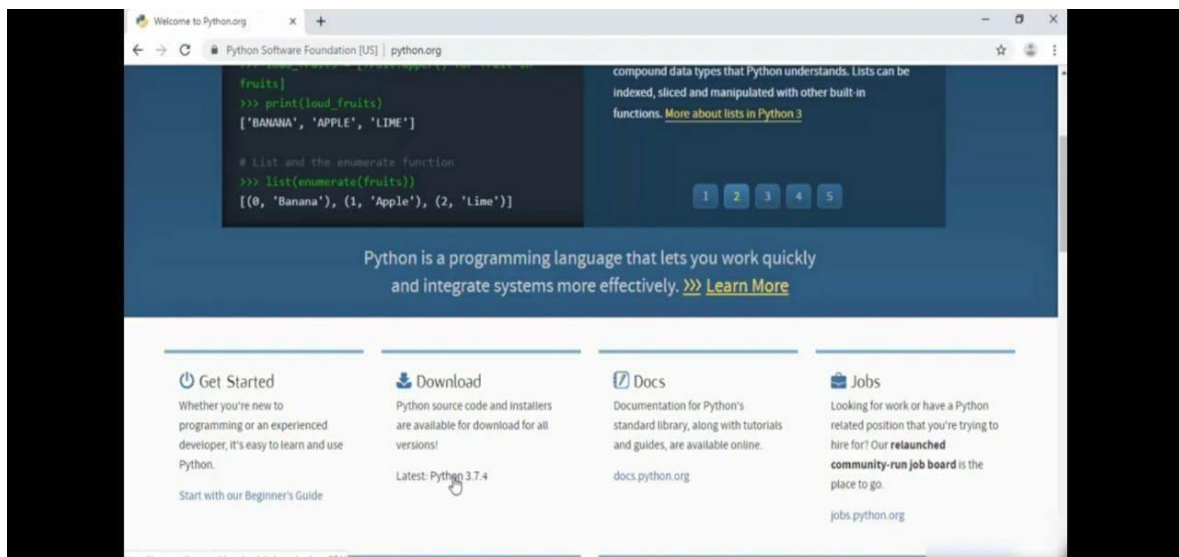 Welcome to Python.org
Python Software Foundation [US] | python.org
fruits]
>>> print(loud_fruits)
['BANANA', 'APPLE', 'LIME']
# List and the enumerate function
>>> list(enumerate(fruits))
[(0, 'Banana'), (1, 'Apple'), (2, 'Lime')]
compound data types that Python understands. Lists can be
indexed, sliced and manipulated with other built-in
functions. More about lists in Python 3
1 2 3 4 5
Python is a programming language that lets you work quickly
and integrate systems more effectively. >>> Learn More
Get Started
Whether you're new to
programming or an experienced
developer, it's easy to learn and use
Python.
Start with our Beginner's Guide
Download
Python source code and installers
are available for download for all
versions!
Latest: Python 3.7.4
Docs
Documentation for Python's
standard library, along with tutorials
and guides, are available online.
docs.python.org
Jobs
Looking for work or have a Python
related position that you're trying to
hire for? Our relaunched
community-run job board is the
place to go.
jobs.python.org